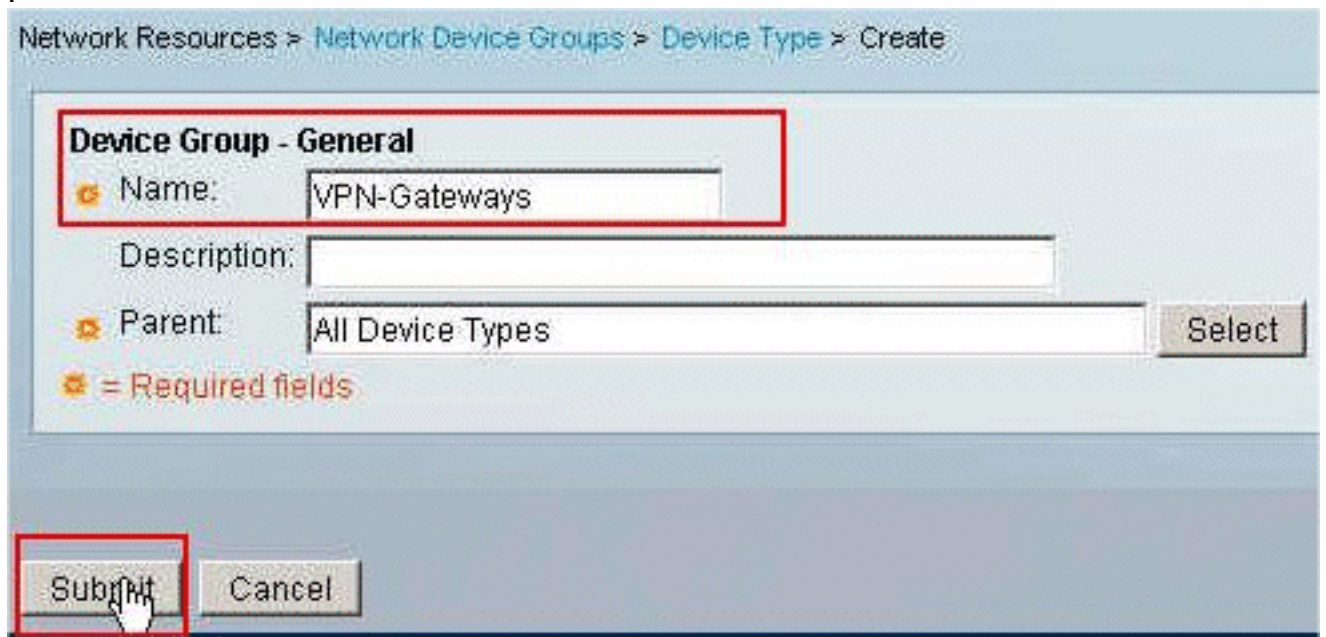 Network Resources > Network Device Groups > Device Type > Create
Device Group - General
Name: VPN-Gateways
Description:
Parent: All Device Types Select
= Required fields
Submit Cancel